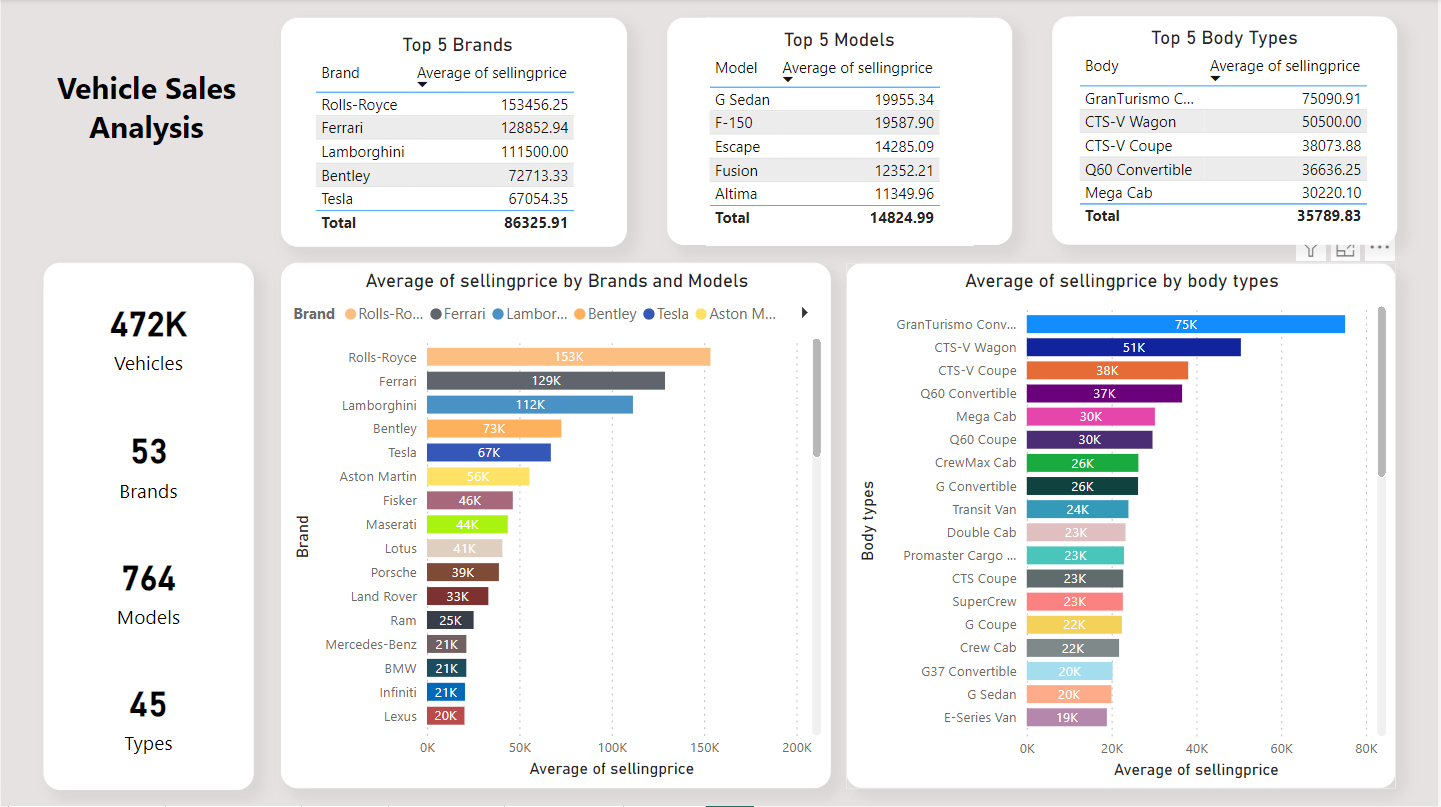 Vehicle Sales
Analysis
Top 5 Brands
Brand Average of sellingprice
Rolls-Royce 153456.25
Ferrari 128852.94
Lamborghini 111500.00
Bentley 72713.33
Tesla 67054.35
Total 86325.91
Top 5 Models
Model Average of sellingprice
G Sedan 19955.34
F-150 19587.90
Escape 14285.09
Fusion 12352.21
Altima 11349.96
Total 14824.99
Top 5 Body Types
Body Average of sellingprice
GranTurismo C... 75090.91
CTS-V Wagon 50500.00
CTS-V Coupe 38073.88
Q60 Convertible 36636.25
Mega Cab 30220.10
Total 35789.83
472K
Vehicles
53
Brands
764
Models
45
Types
Average of sellingprice by Brands and Models
Brand Rolls-Ro... Ferrari Lambor... Bentley Tesla Aston M...
Brand
Rolls-Royce 153K
Ferrari 129K
Lamborghini 112K
Bentley 73K
Tesla 67K
Aston Martin 56K
Fisker 46K
Maserati 44K
Lotus 41K
Porsche 39K
Land Rover 33K
Ram 25K
Mercedes-Benz 21K
BMW 21K
Infiniti 21K
Lexus 20K
0K 50K 100K 150K 200K
Average of sellingprice
Average of sellingprice by body types
Body types
GranTurismo Conv... 75K
CTS-V Wagon 51K
CTS-V Coupe 38K
Q60 Convertible 37K
Mega Cab 30K
Q60 Coupe 30K
CrewMax Cab 26K
G Convertible 26K
Transit Van 24K
Double Cab 23K
Promaster Cargo ... 23K
CTS Coupe 23K
SuperCrew 23K
G Coupe 22K
Crew Cab 22K
G37 Convertible 20K
G Sedan 20K
E-Series Van 19K
0K 20K 40K 60K 80K
Average of sellingprice